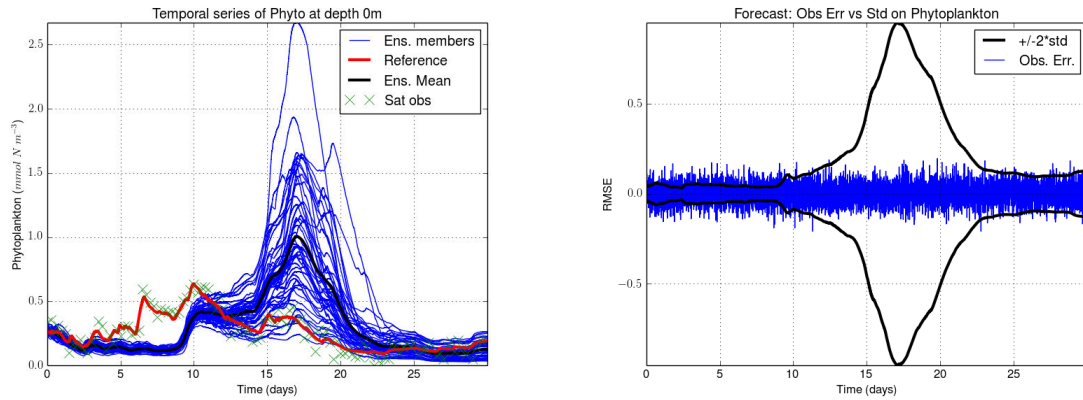 Temporal series of Phyto at depth 0m
Phytoplankton (mmol N m⁻³)
2.5
2.0
1.5
1.0
0.5
0.0
0 5 10 15 20 25
Time (days)
Ens. members
Reference
Ens. Mean
Sat obs
Forecast: Obs Err vs Std on Phytoplankton
RMSE
0.5
0.0
−0.5
0 5 10 15 20 25
Time (days)
+/-2*std
Obs. Err.